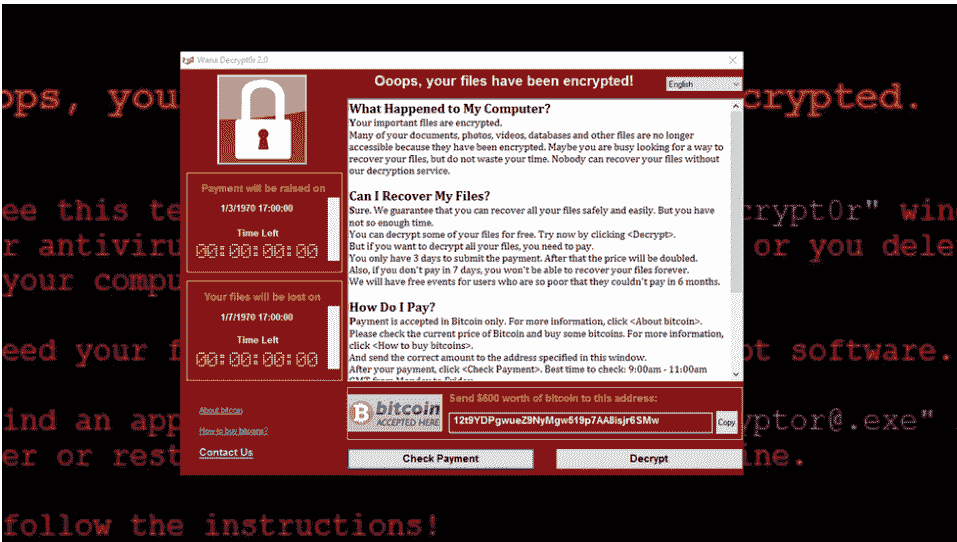 Wana Decrypt0r 2.0
Ooops, your files have been encrypted!
English
Payment will be raised on
1/3/1970 17:00:00
Time Left
00:00:00:00
Your files will be lost on
1/7/1970 17:00:00
Time Left
00:00:00:00
About bitcoin
How to buy bitcoins?
Contact Us
What Happened to My Computer?
Your important files are encrypted.
Many of your documents, photos, videos, databases and other files are no longer
accessible because they have been encrypted. Maybe you are busy looking for a way to
recover your files, but do not waste your time. Nobody can recover your files without
our decryption service.
Can I Recover My Files?
Sure. We guarantee that you can recover all your files safely and easily. But you have
not so enough time.
You can decrypt some of your files for free. Try now by clicking <Decrypt>.
But if you want to decrypt all your files, you need to pay.
You only have 3 days to submit the payment. After that the price will be doubled.
Also, if you don't pay in 7 days, you won't be able to recover your files forever.
We will have free events for users who are so poor that they couldn't pay in 6 months.
How Do I Pay?
Payment is accepted in Bitcoin only. For more information, click <About bitcoin>.
Please check the current price of Bitcoin and buy some bitcoins. For more information,
click <How to buy bitcoins>.
And send the correct amount to the address specified in this window.
After your payment, click <Check Payment>. Best time to check: 9:00am - 11:00am
GMT from Monday to Friday.
bitcoin
ACCEPTED HERE
Send $600 worth of bitcoin to this address:
12t9YDPgwueZ9NyMgw519p7AA8isjr6SMw
Copy
Check Payment
Decrypt
ops, you crypted.
ee this te crypt0r" win
r antiviru or you dele
your compu
eed your f ot software.
ind an app yptor@.exe"
er or rest ine.
follow the instructions!